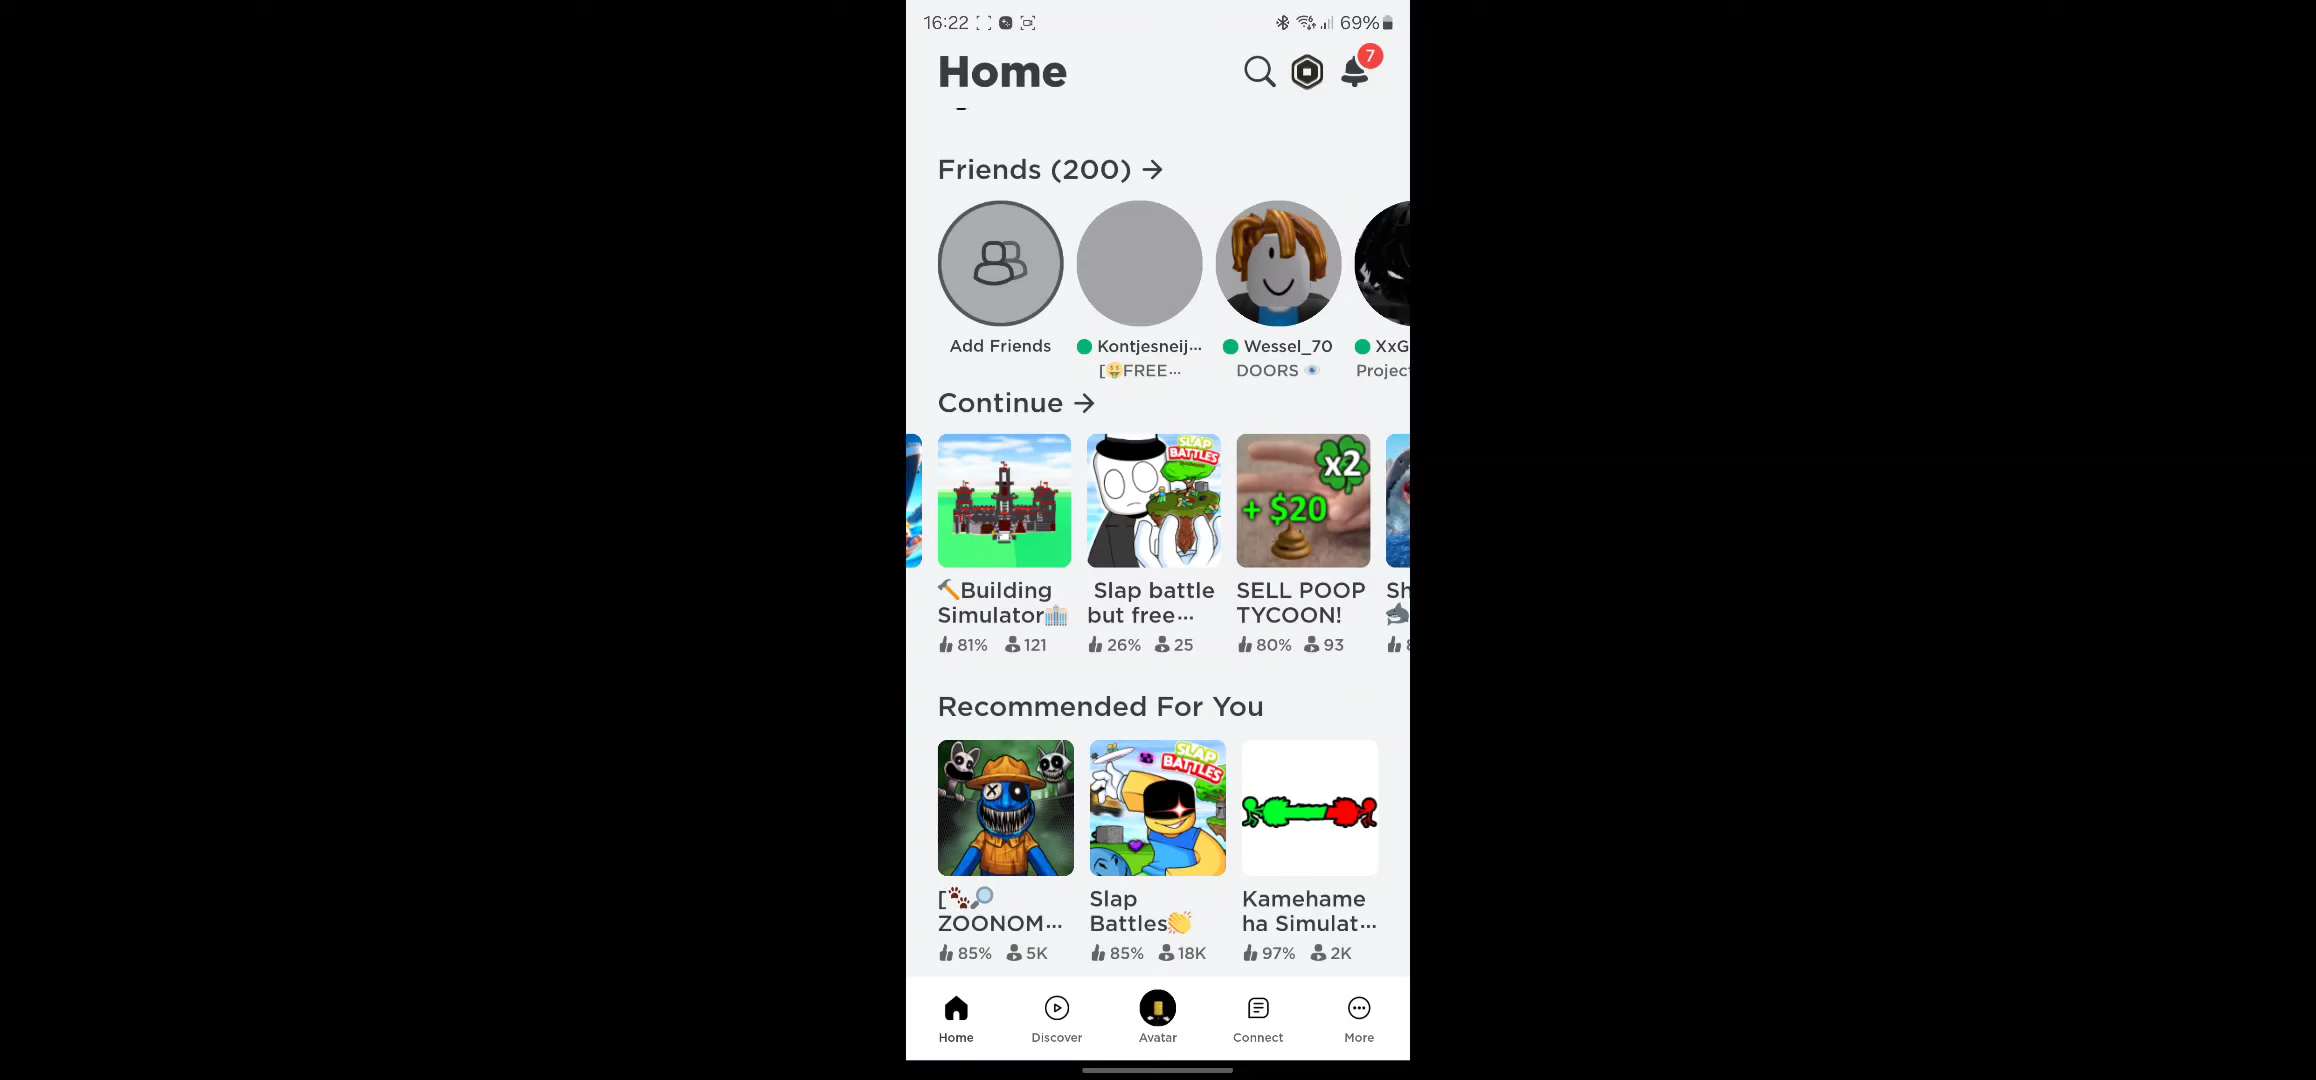 16:22
69%
Home
7
Friends (200)
Add Friends
Kontjesneij...
[🤑FREE...
Wessel_70
DOORS 👁️
XxG
Projec
Continue
x2
+ $20
SLAP
BATTLES
🔨Building
Simulator🏰
81% 121
Slap battle
but free...
26% 25
SELL POOP
TYCOON!
80% 93
Sh
🦈
Recommended For You
SLAP
BATTLES
[🐾🔎
ZOONOM...
85% 5K
Slap
Battles👏
85% 18K
Kamehame
ha Simulat...
97% 2K
Home
Discover
Avatar
Connect
More